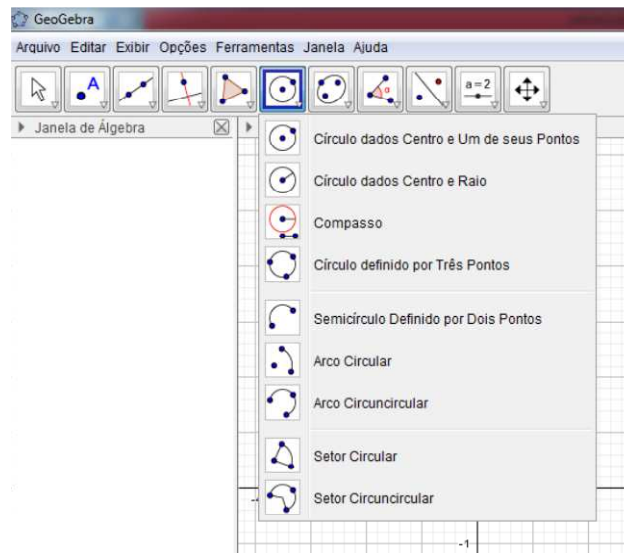 GeoGebra
Arquivo Editar Exibir Opções Ferramentas Janela Ajuda
A
α
a=2
Janela de Álgebra
Círculo dados Centro e Um de seus Pontos
Círculo dados Centro e Raio
Compasso
Círculo definido por Três Pontos
Semicírculo Definido por Dois Pontos
Arco Circular
Arco Circuncircular
Setor Circular
Setor Circuncircular
-1